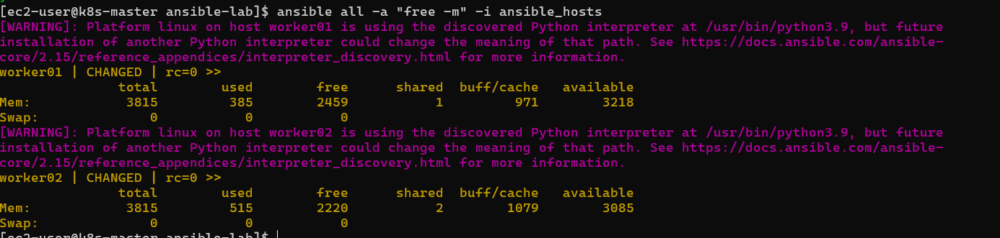 [ec2-user@k8s-master ansible-lab]$ ansible all -a "free -m" -i ansible_hosts
[WARNING]: Platform linux on host worker01 is using the discovered Python interpreter at /usr/bin/python3.9, but future
installation of another Python interpreter could change the meaning of that path. See https://docs.ansible.com/ansible-
core/2.15/reference_appendices/interpreter_discovery.html for more information.
worker01 | CHANGED | rc=0 >>
               total        used        free      shared  buff/cache   available
Mem:            3815         385        2459           1         971        3218
Swap:              0           0           0
[WARNING]: Platform linux on host worker02 is using the discovered Python interpreter at /usr/bin/python3.9, but future
installation of another Python interpreter could change the meaning of that path. See https://docs.ansible.com/ansible-
core/2.15/reference_appendices/interpreter_discovery.html for more information.
worker02 | CHANGED | rc=0 >>
               total        used        free      shared  buff/cache   available
Mem:            3815         515        2220           2        1079        3085
Swap:              0           0           0
[ec2-user@k8s-master ansible-lab]$